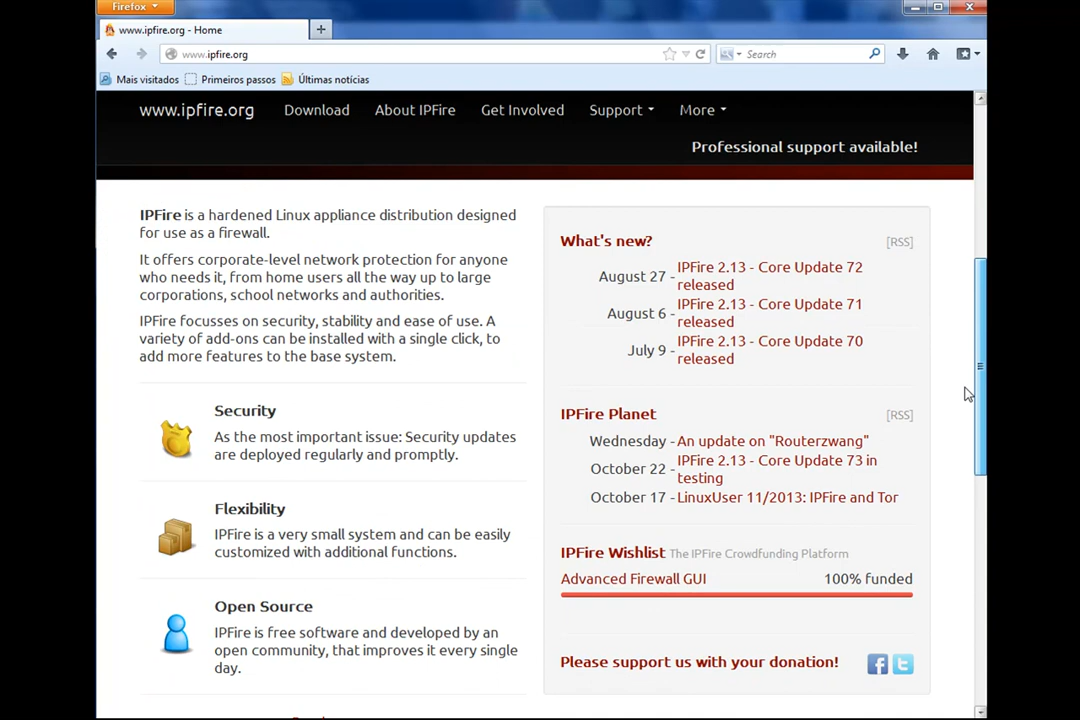 Firefox
www.ipfire.org - Home
www.ipfire.org
Search
Mais visitados
Primeiros passos
Últimas notícias
www.ipfire.org
Download
About IPFire
Get Involved
Support
More
Professional support available!
IPFire is a hardened Linux appliance distribution designed
for use as a firewall.
It offers corporate-level network protection for anyone
who needs it, from home users all the way up to large
corporations, school networks and authorities.
IPFire focusses on security, stability and ease of use. A
variety of add-ons can be installed with a single click, to
add more features to the base system.
Security
As the most important issue: Security updates
are deployed regularly and promptly.
Flexibility
IPFire is a very small system and can be easily
customized with additional functions.
Open Source
IPFire is free software and developed by an
open community, that improves it every single
day.
What's new? [RSS]
August 27 - IPFire 2.13 - Core Update 72
released
August 6 - IPFire 2.13 - Core Update 71
released
July 9 - IPFire 2.13 - Core Update 70
released
IPFire Planet [RSS]
Wednesday - An update on "Routerzwang"
October 22 - IPFire 2.13 - Core Update 73 in
testing
October 17 - LinuxUser 11/2013: IPFire and Tor
IPFire Wishlist The IPFire Crowdfunding Platform
Advanced Firewall GUI 100% funded
Please support us with your donation!